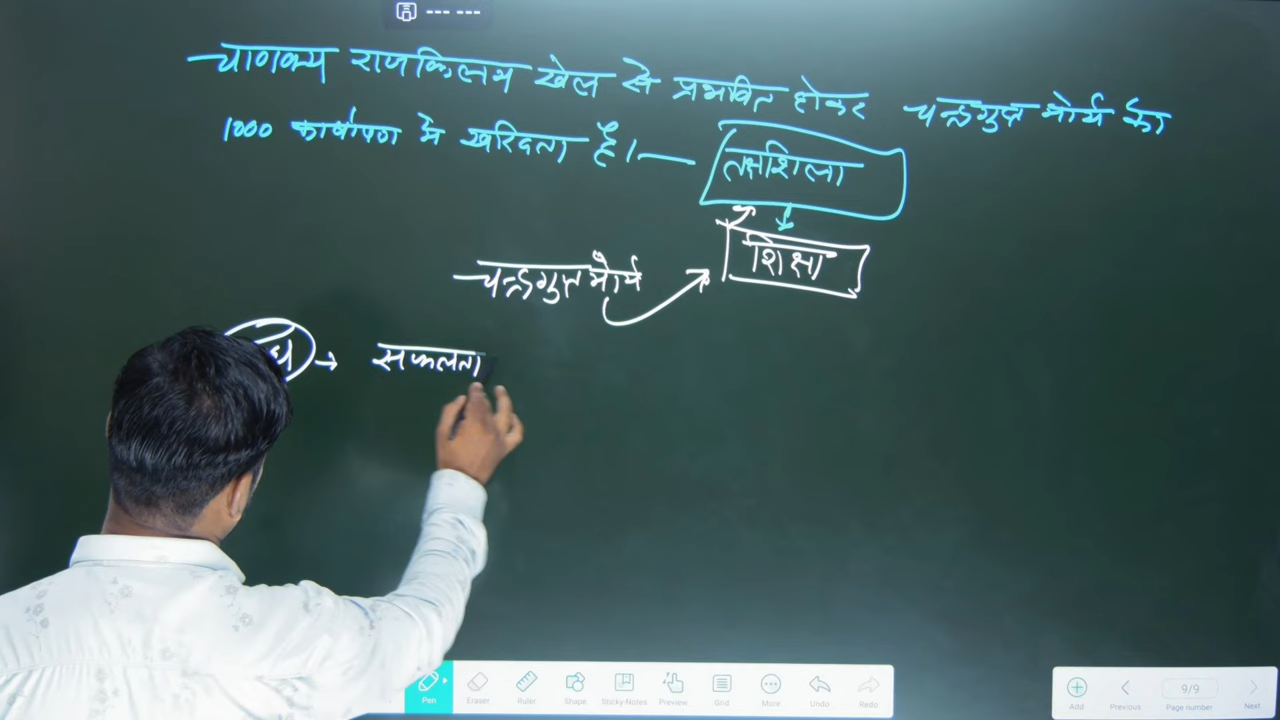 चाणक्य राजकिलम खेल से प्रभावित होकर चन्द्रगुप्त मौर्य को
1000 कार्षापण मे खरिदता है। — तक्षशिला
शिक्षा
चन्द्रगुप्त मौर्य
→ सफलता
Pen Eraser Ruler Shape Sticky Notes Preview Grid More Undo Redo
Add Previous 9/9 Page number Next